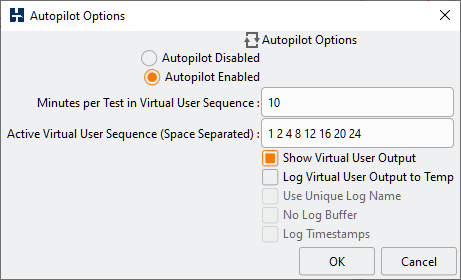 Autopilot Options
Autopilot Options
Autopilot Disabled
Autopilot Enabled
Minutes per Test in Virtual User Sequence : 10
Active Virtual User Sequence (Space Separated) : 1 2 4 8 12 16 20 24
Show Virtual User Output
Log Virtual User Output to Temp
Use Unique Log Name
No Log Buffer
Log Timestamps
OK Cancel